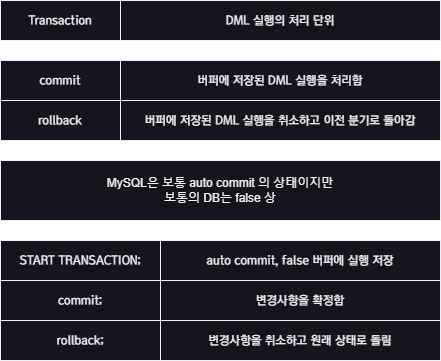 Transaction DML 실행의 처리 단위
commit 버퍼에 저장된 DML 실행을 처리함
rollback 버퍼에 저장된 DML 실행을 취소하고 이전 분기로 돌아감
MySQL은 보통 auto commit 의 상태이지만
보통의 DB는 false 상
START TRANSACTION; auto commit, false 버퍼에 실행 저장
commit; 변경사항을 확정함
rollback; 변경사항을 취소하고 원래 상태로 돌림